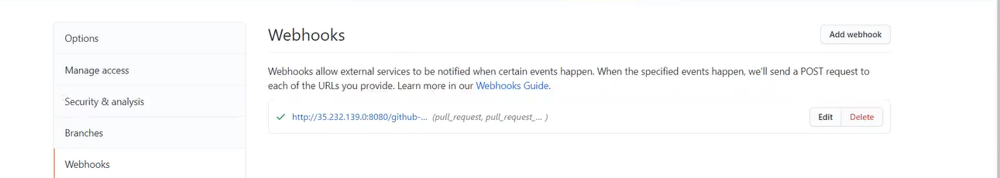 Options
Manage access
Security & analysis
Branches
Webhooks
Webhooks
Add webhook
Webhooks allow external services to be notified when certain events happen. When the specified events happen, we'll send a POST request to
each of the URLs you provide. Learn more in our Webhooks Guide.
http://35.232.139.0:8080/github-... (pull_request, pull_request_... )
Edit
Delete